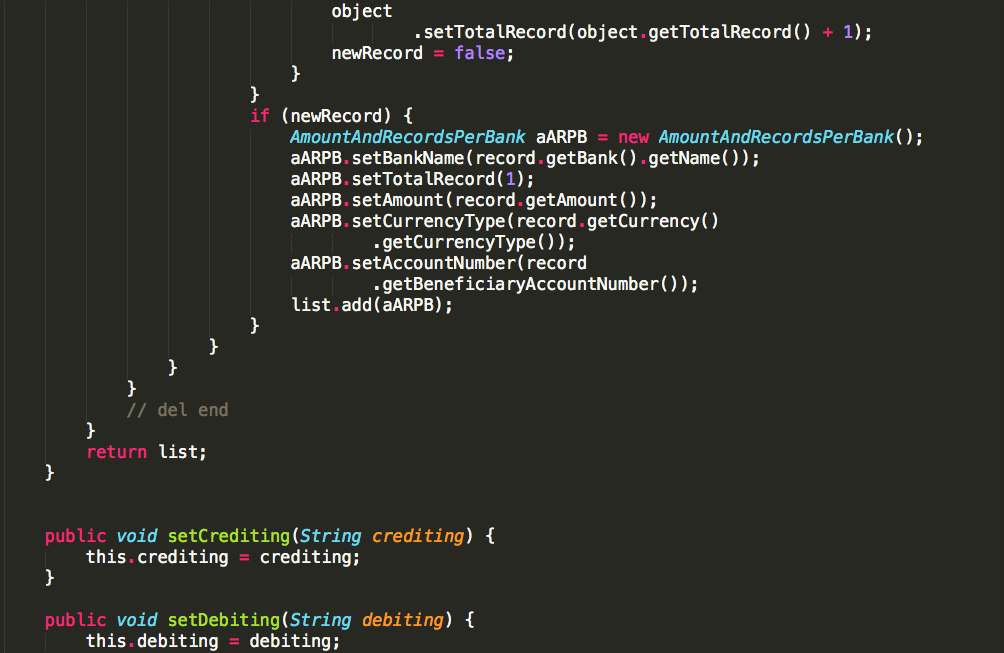 object
.setTotalRecord(object.getTotalRecord() + 1);
newRecord = false;
}
}
if (newRecord) {
AmountAndRecordsPerBank aARPB = new AmountAndRecordsPerBank();
aARPB.setBankName(record.getBank().getName());
aARPB.setTotalRecord(1);
aARPB.setAmount(record.getAmount());
aARPB.setCurrencyType(record.getCurrency()
.getCurrencyType());
aARPB.setAccountNumber(record
.getBeneficiaryAccountNumber());
list.add(aARPB);
}
}
}
}
// del end
}
return list;
}
public void setCrediting(String crediting) {
this.crediting = crediting;
}
public void setDebiting(String debiting) {
this.debiting = debiting;